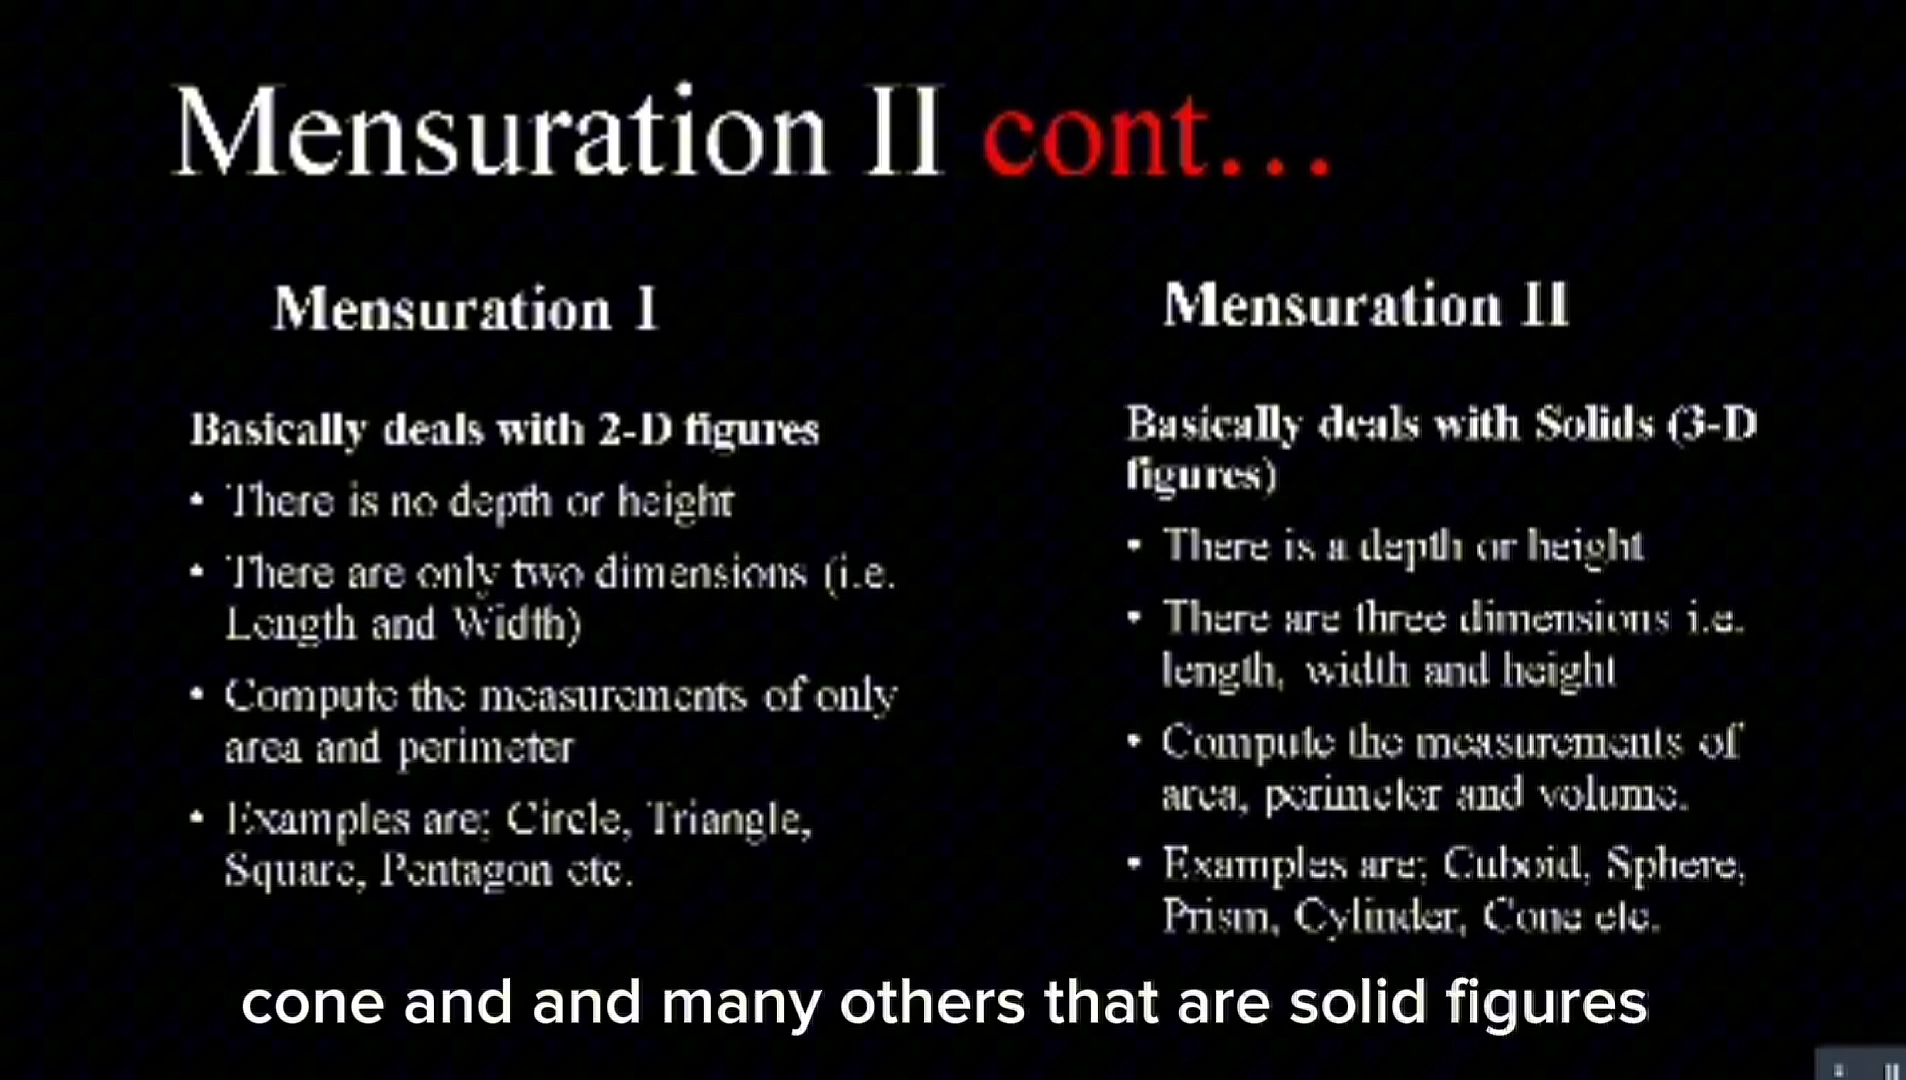 Mensuration II cont...
Mensuration I
Basically deals with 2-D figures
• There is no depth or height
• There are only two dimensions (i.e.
Length and Width)
• Compute the measurements of only
area and perimeter
• Examples are; Circle, Triangle,
Square, Pentagon etc.
Mensuration II
Basically deals with Solids (3-D
figures)
• There is a depth or height
• There are three dimensions i.e.
length, width and height
• Compute the measurements of
area, perimeter and volume.
• Examples are; Cuboid, Sphere,
Prism, Cylinder, Cone etc.
cone and and many others that are solid figures